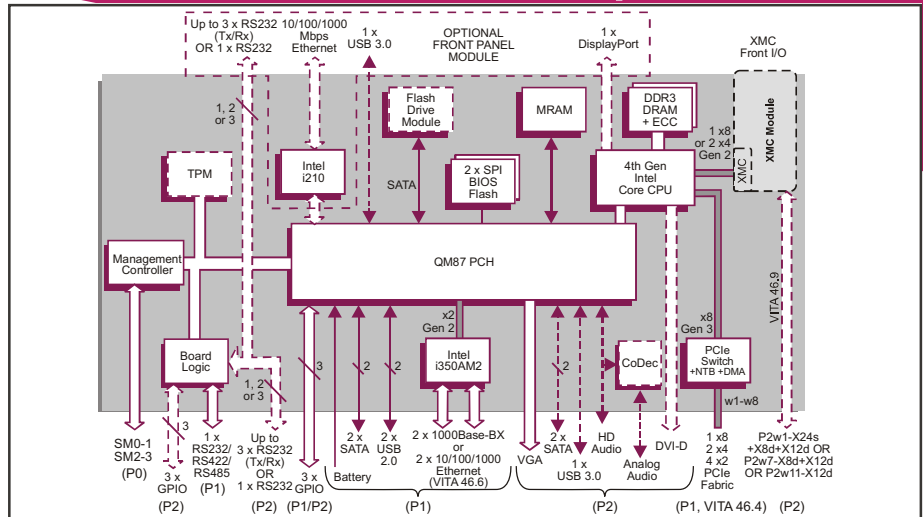 Up to 3 x RS232
(Tx/Rx)
OR 1 x RS232
10/100/1000
Mbps
Ethernet
1 x
USB 3.0
OPTIONAL
FRONT PANEL
MODULE
1 x
DisplayPort
XMC
Front I/O
1, 2
or 3
Flash
Drive
Module
MRAM
DDR3
DRAM
+ ECC
1 x8
or 2 x4
Gen 2
XMC Module
XMC
TPM
Intel
i210
SATA
2 x SPI
BIOS
Flash
4th Gen
Intel
Core CPU
Management
Controller
QM87 PCH
VITA 46.9
x2
Gen 2
x8
Gen 3
Board
Logic
1, 2
or 3
3
2
2
Intel
i350AM2
2
CoDec
PCIe
Switch
+NTB +DMA
w1-w8
3
SM0-1
SM2-3
(P0)
3 x
GPIO
(P2)
1 x
RS232/
RS422/
RS485
(P1)
Up to
3 x RS232
(Tx/Rx)
OR
1 x RS232
(P2)
3 x
GPIO
(P1/P2)
Battery
2 x
SATA
2 x
USB
2.0
2 x 1000Base-BX
or
2 x 10/100/1000
Ethernet
(VITA 46.6)
(P1)
VGA
2 x
SATA
1 x
USB 3.0
HD
Audio
Analog
Audio
DVI-D
(P2)
1 x8
2 x4
4 x2
PCIe
Fabric
(P1, VITA 46.4)
P2w1-X24s
+X8d+X12d OR
P2w7-X8d+X12d
OR P2w11-X12d
(P2)